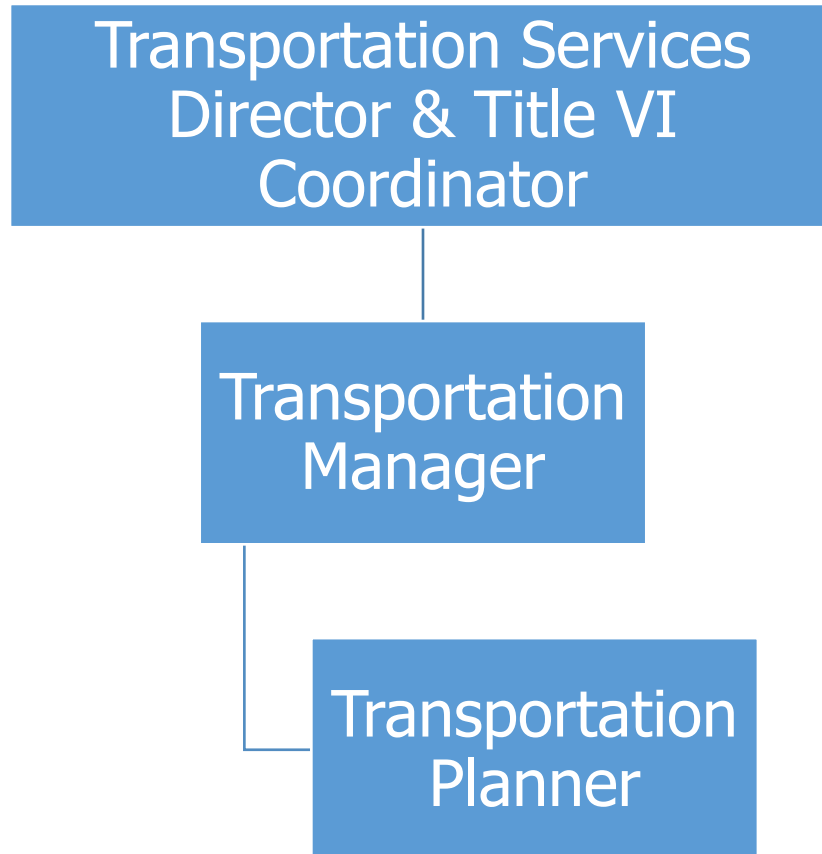 Transportation Services
Director & Title VI
Coordinator
Transportation
Manager
Transportation
Planner